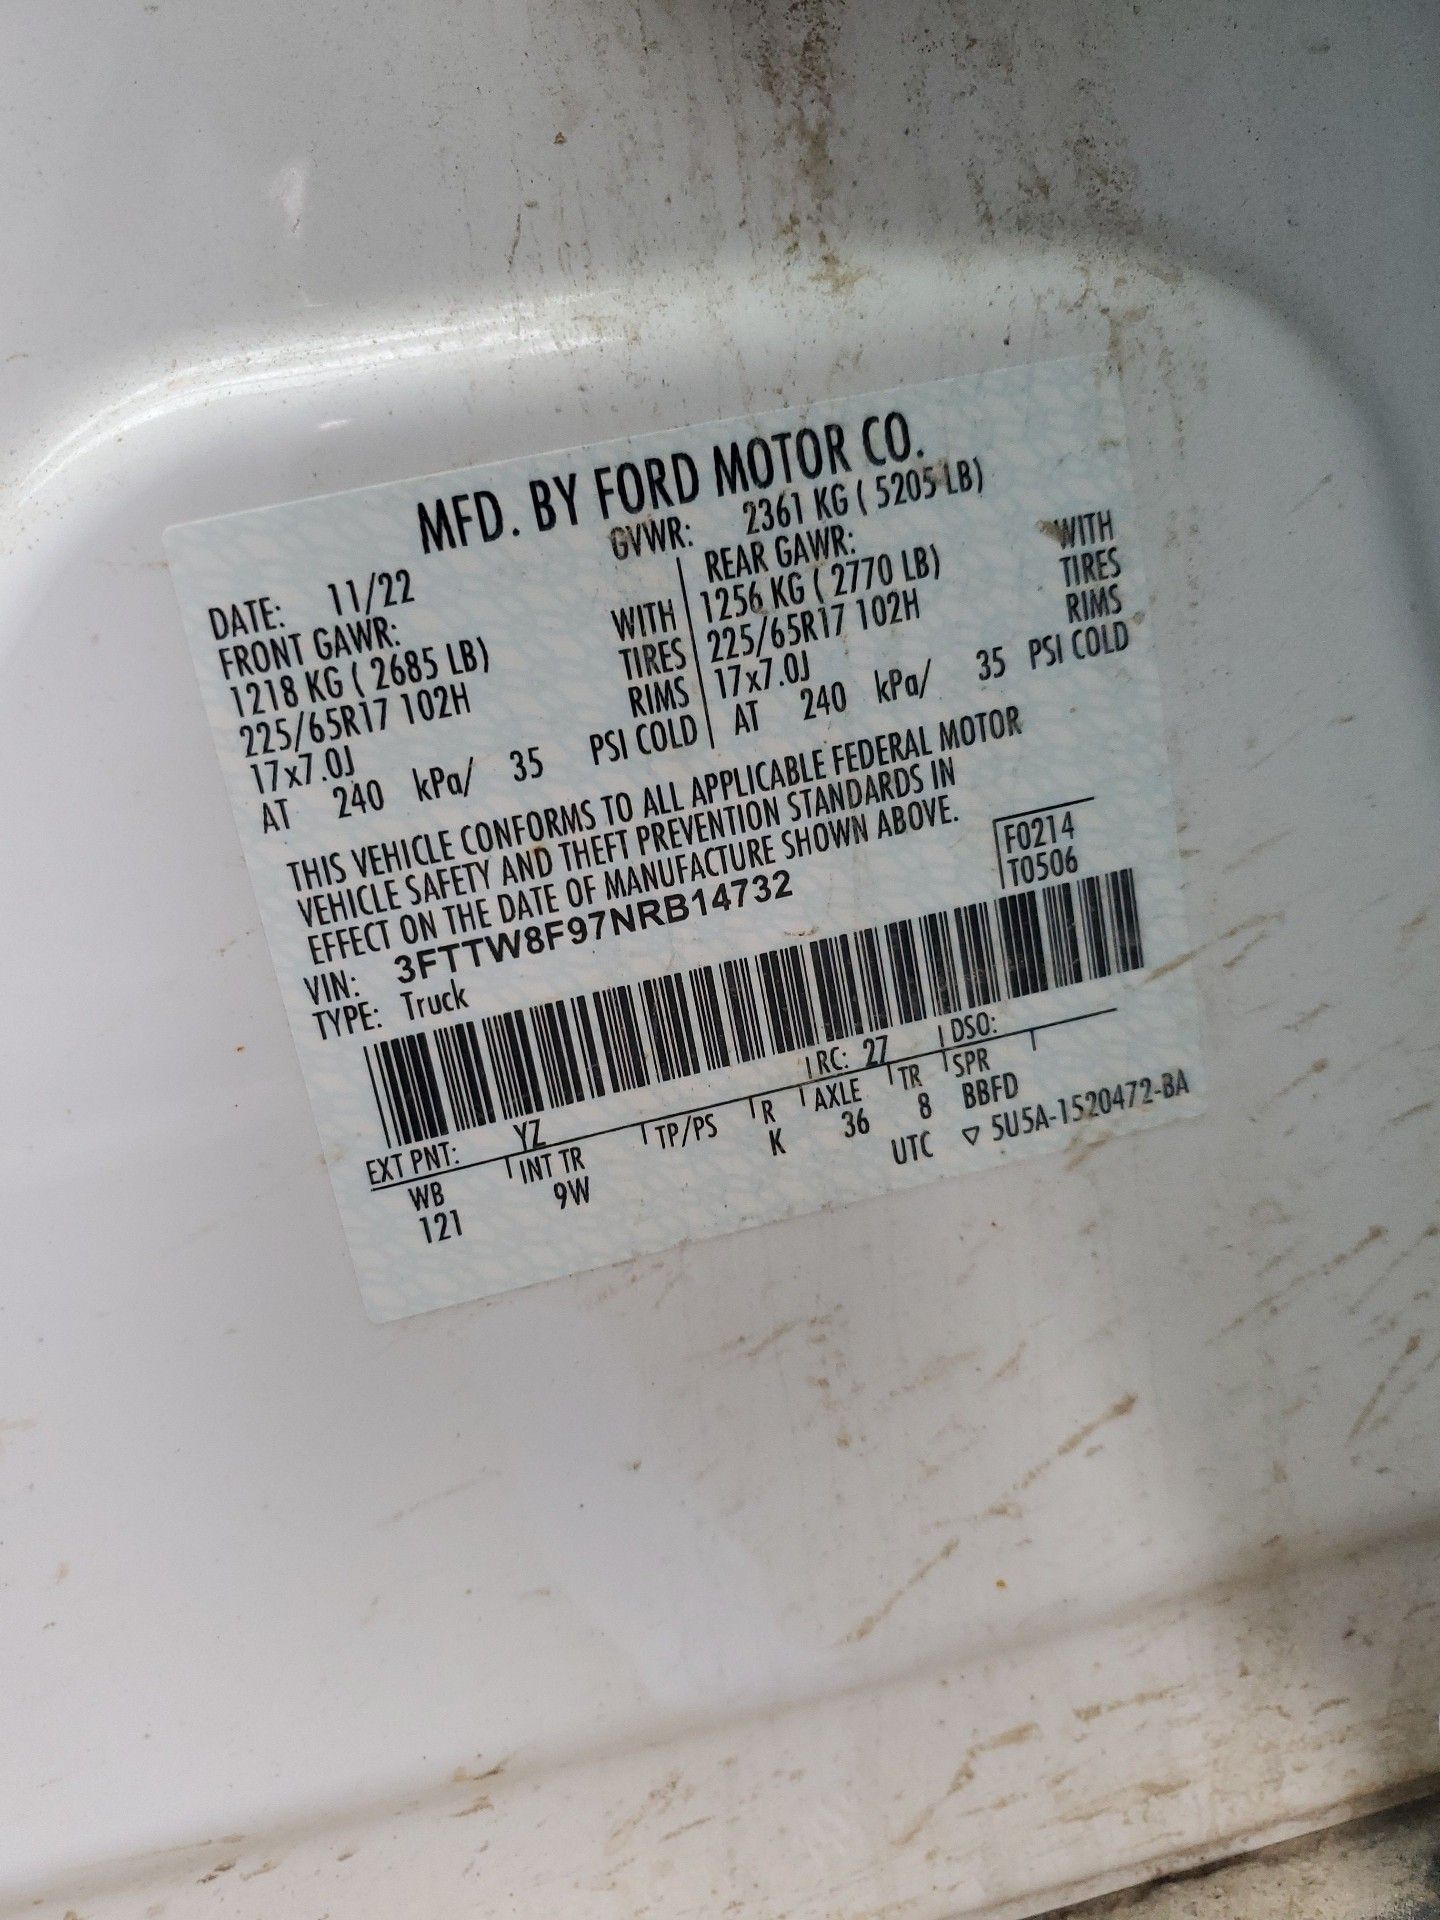 MFD. BY FORD MOTOR CO.
DATE: 11/22 GVWR: 2361 KG ( 5205 LB)
FRONT GAWR: REAR GAWR:
1218 KG ( 2685 LB) WITH 1256 KG ( 2770 LB) WITH
225/65R17 102H TIRES 225/65R17 102H TIRES
17x7.0J RIMS 17x7.0J RIMS
AT 240 kPa/ 35 PSI COLD AT 240 kPa/ 35 PSI COLD
THIS VEHICLE CONFORMS TO ALL APPLICABLE FEDERAL MOTOR
VEHICLE SAFETY AND THEFT PREVENTION STANDARDS IN
EFFECT ON THE DATE OF MANUFACTURE SHOWN ABOVE.
F0214
T0506
VIN: 3FTTW8F97NRB14732
TYPE: Truck
EXT PNT: YZ RC: 27 DSO:
WB INT TR TP/PS R AXLE TR SPR
121 9W K 36 8 BBFD
UTC ▽ 5U5A-1520472-BA